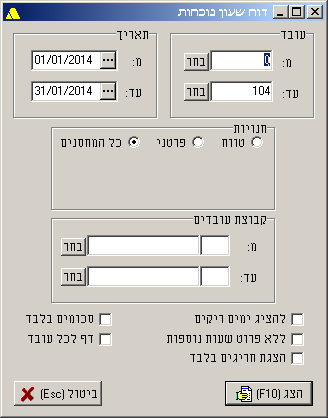 דוח שעון נוכחות
עובד
מ: 0 בחר
עד: 104 בחר
תאריך
מ: 01/01/2014 ...
עד: 31/01/2014 ...
חנויות
טווח פרטני כל המחסנים
קבוצת עובדים
מ: בחר
עד: בחר
להציג ימים ריקים סכומים בלבד
ללא פרוט שעות נוספות דף לכל עובד
הצגת חריגים בלבד
הצג (F10) ביטול (Esc)